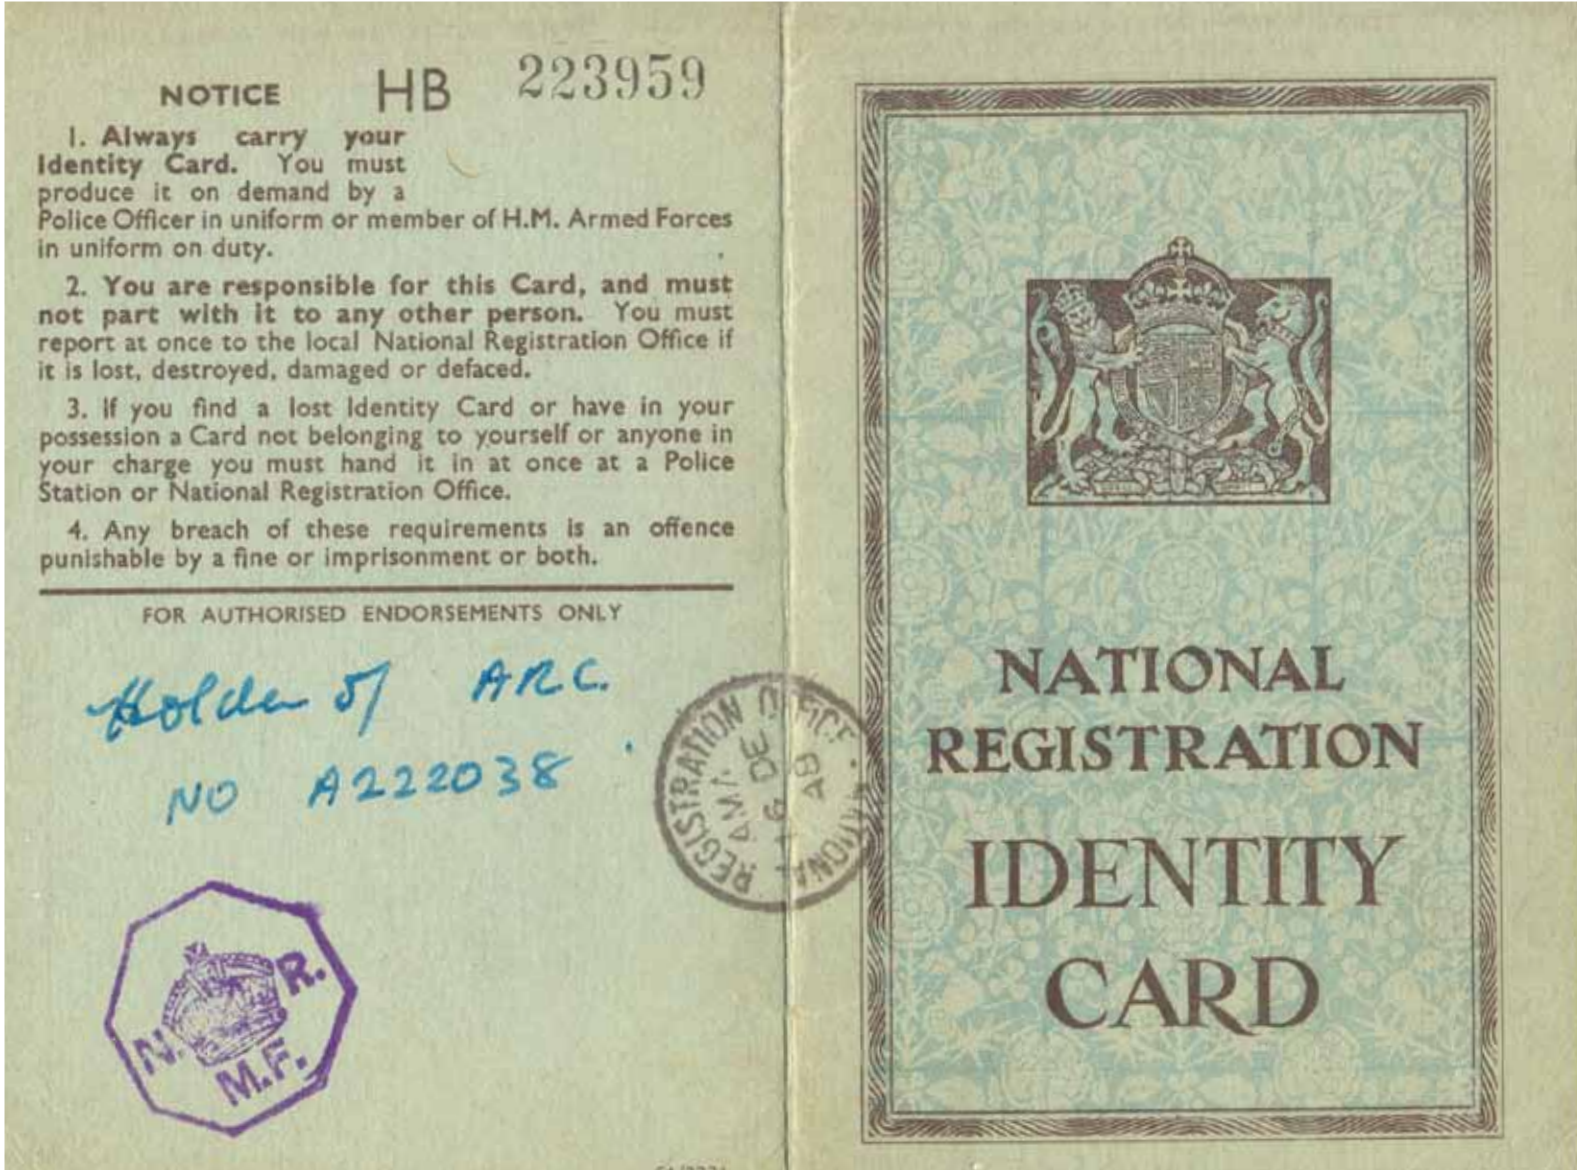 NOTICE HB 223959
1. Always carry your
Identity Card. You must
produce it on demand by a
Police Officer in uniform or member of H.M. Armed Forces
in uniform on duty.
2. You are responsible for this Card, and must
not part with it to any other person. You must
report at once to the local National Registration Office if
it is lost, destroyed, damaged or defaced.
3. If you find a lost Identity Card or have in your
possession a Card not belonging to yourself or anyone in
your charge you must hand it in at once at a Police
Station or National Registration Office.
4. Any breach of these requirements is an offence
punishable by a fine or imprisonment or both.
FOR AUTHORISED ENDORSEMENTS ONLY
Holder of ARC.
NO A222038
N. R.
M.F.
NATIONAL REGISTRATION OFFICE
6 DE
48
NATIONAL
REGISTRATION
IDENTITY
CARD